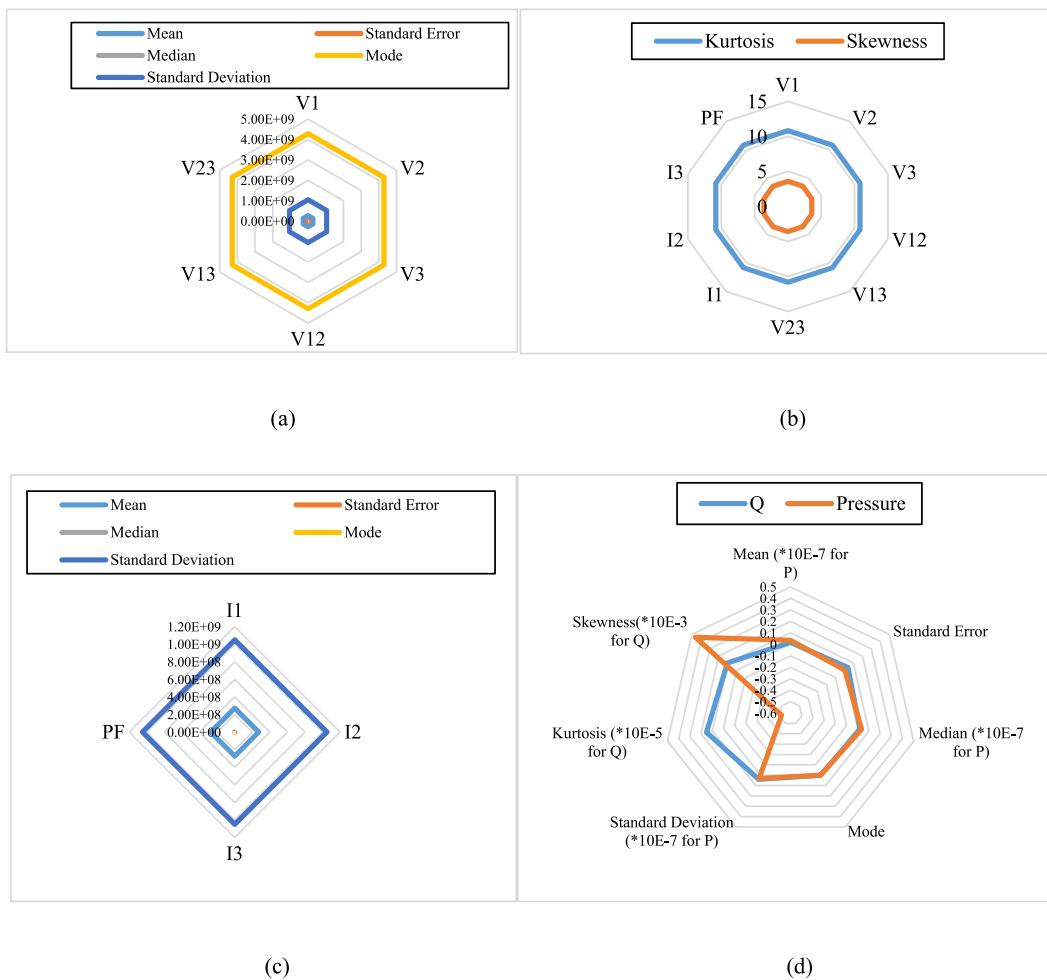 Mean
Standard Error
Median
Mode
Standard Deviation
V1
5.00E+09
4.00E+09
3.00E+09
2.00E+09
1.00E+09
0.00E+00
V2
V3
V12
V13
V23
(a)
Kurtosis
Skewness
V1
15
10
5
0
V2
V3
V12
V13
V23
I1
I2
I3
PF
(b)
Mean
Standard Error
Median
Mode
Standard Deviation
I1
1.20E+09
1.00E+09
8.00E+08
6.00E+08
4.00E+08
2.00E+08
0.00E+00
I2
I3
PF
(c)
Q
Pressure
Mean (*10E-7 for
P)
0.5
0.4
0.3
0.2
0.1
0
-0.1
-0.2
-0.3
-0.4
-0.5
-0.6
Standard Error
Median (*10E-7
for P)
Mode
Standard Deviation
(*10E-7 for P)
Kurtosis (*10E-5
for Q)
Skewness(*10E-3
for Q)
(d)